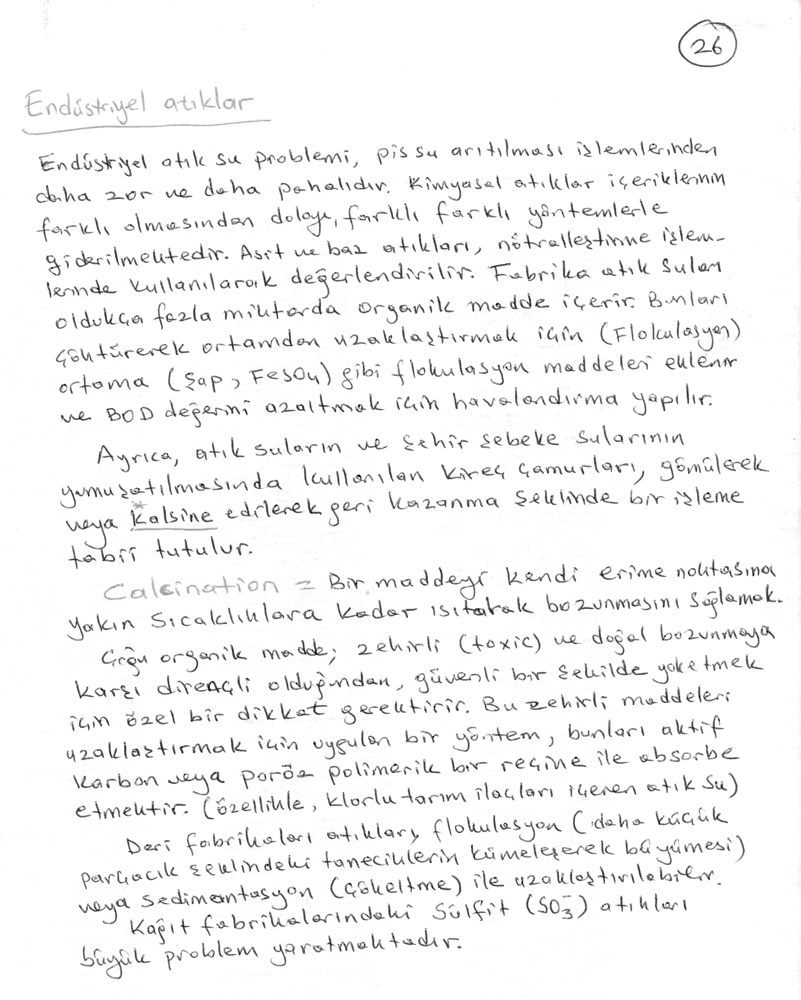 26
Endüstriyel atıklar
Endüstriyel atık su problemi, pis su arıtılması işlemlerinden
daha zor ve daha pahalıdır. Kimyasal atıklar içeriklerinin
farklı olmasından dolayı, farklı farklı yöntemlerle
giderilmektedir. Asit ve baz atıkları, nötralleştirme işlem-
lerinde kullanılarak değerlendirilir. Fabrika atık suları
oldukça fazla miktarda organik madde içerir. Bunları
çöktürerek ortamdan uzaklaştırmak için (Flokulasyon)
ortama (şap, FeSO4) gibi flokulasyon maddeleri eklenir
ve BOD değerini azaltmak için havalandırma yapılır.
Ayrıca, atık suların ve şehir şebeke sularının
yumuşatılmasında kullanılan kireç çamurları, gömülerek
veya *Kalsine edilerek geri kazanma şeklinde bir işleme
tabii tutulur.
Calcination = Bir maddeyi kendi erime noktasına
yakın sıcaklıklara kadar ısıtarak bozunmasını sağlamak.
Çoğu organik madde, zehirli (toxic) ve doğal bozunmaya
karşı dirençli olduğundan, güvenli bir şekilde yoketmek
için özel bir dikkat gerektirir. Bu zehirli maddeleri
uzaklaştırmak için uygulan bir yöntem, bunları aktif
karbon veya poröz polimerik bir reçine ile absorbe
etmektir. (özellikle, klorlu tarım ilaçları içeren atık su)
Deri fabrikaları atıkları, flokulasyon (daha küçük
parçacık şeklindeki taneciklerin kümeleşerek büyümesi)
veya sedimantasyon (çökeltme) ile uzaklaştırılabilir.
Kağıt fabrikalarındaki Sülfit (SO3⁻) atıkları
büyük problem yaratmaktadır.